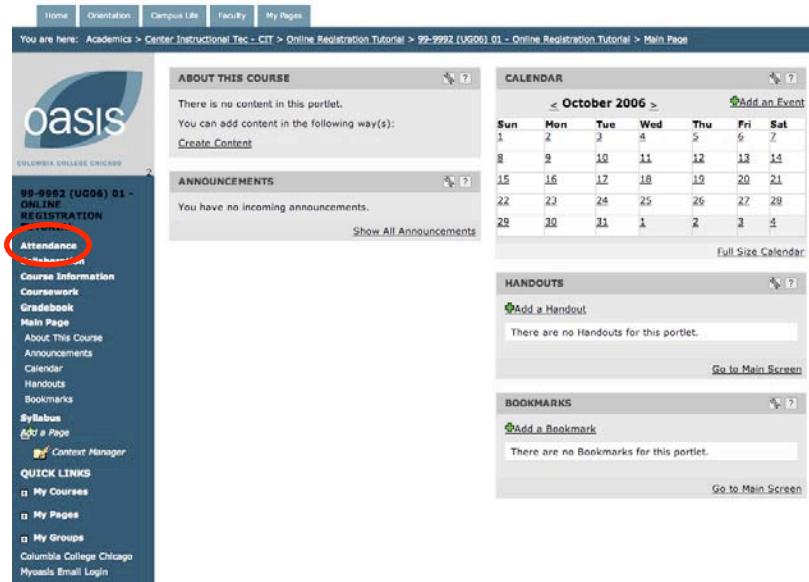 Home Orientation Campus Life Faculty My Pages
You are here: Academics > Center Instructional Tec - CIT > Online Registration Tutorial > 99-9992 (UG06) 01 - Online Registration Tutorial > Main Page
oasis
COLUMBIA COLLEGE CHICAGO
2
99-9992 (UG06) 01 -
ONLINE
REGISTRATION
TUTORIAL
Attendance
Collaboration
Course Information
Coursework
Gradebook
Main Page
About This Course
Announcements
Calendar
Handouts
Bookmarks
Syllabus
Add a Page
Context Manager
QUICK LINKS
My Courses
My Pages
My Groups
Columbia College Chicago
Myoasis Email Login
ABOUT THIS COURSE ?
There is no content in this portlet.
You can add content in the following way(s):
Create Content
ANNOUNCEMENTS ?
You have no incoming announcements.
Show All Announcements
CALENDAR ?
< October 2006 > Add an Event
Sun Mon Tue Wed Thu Fri Sat
1 2 3 4 5 6 7
8 9 10 11 12 13 14
15 16 17 18 19 20 21
22 23 24 25 26 27 28
29 30 31 1 2 3 4
Full Size Calendar
HANDOUTS ?
Add a Handout
There are no Handouts for this portlet.
Go to Main Screen
BOOKMARKS ?
Add a Bookmark
There are no Bookmarks for this portlet.
Go to Main Screen